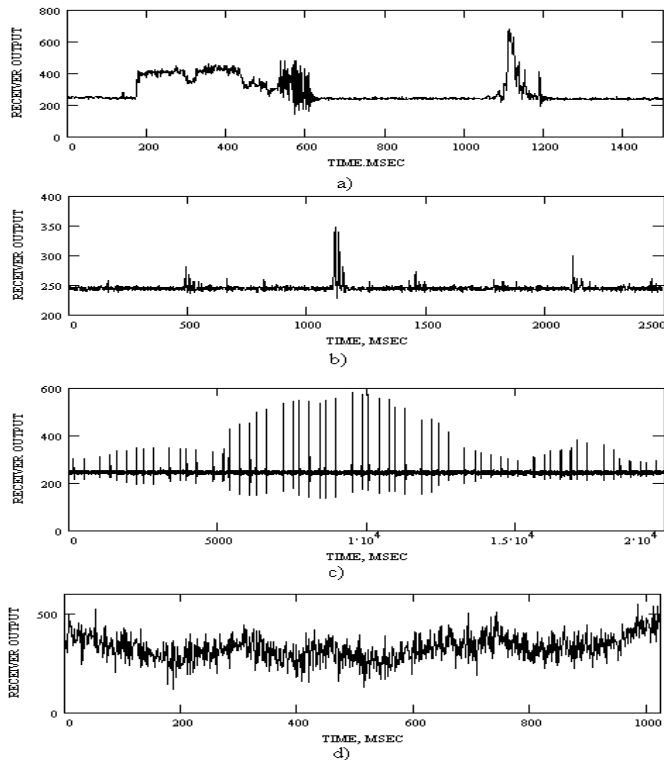 800
600
400
200
0
RECEIVER OUTPUT
200 400 600 800 1000 1200 1400
TIME.MSEC
a)
400
350
300
250
200
RECEIVER OUTPUT
0 500 1000 1500 2000 2500
TIME, MSEC
b)
600
400
200
0
RECEIVER OUTPUT
0 5000 1·10⁴ 1.5·10⁴ 2·10⁴
TIME, MSEC
c)
500
0
RECEIVER OUTPUT
0 200 400 600 800 1000
TIME, MSEC
d)